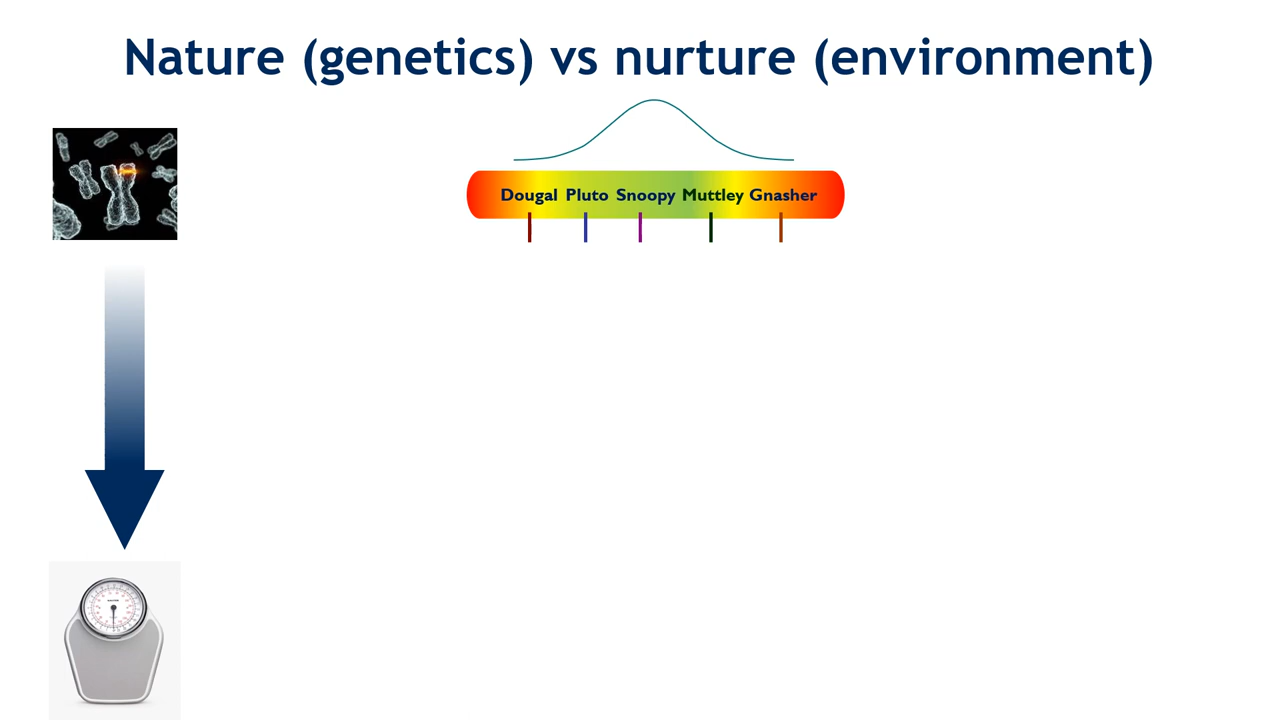 Nature (genetics) vs nurture (environment)
Dougal Pluto Snoopy Muttley Gnasher